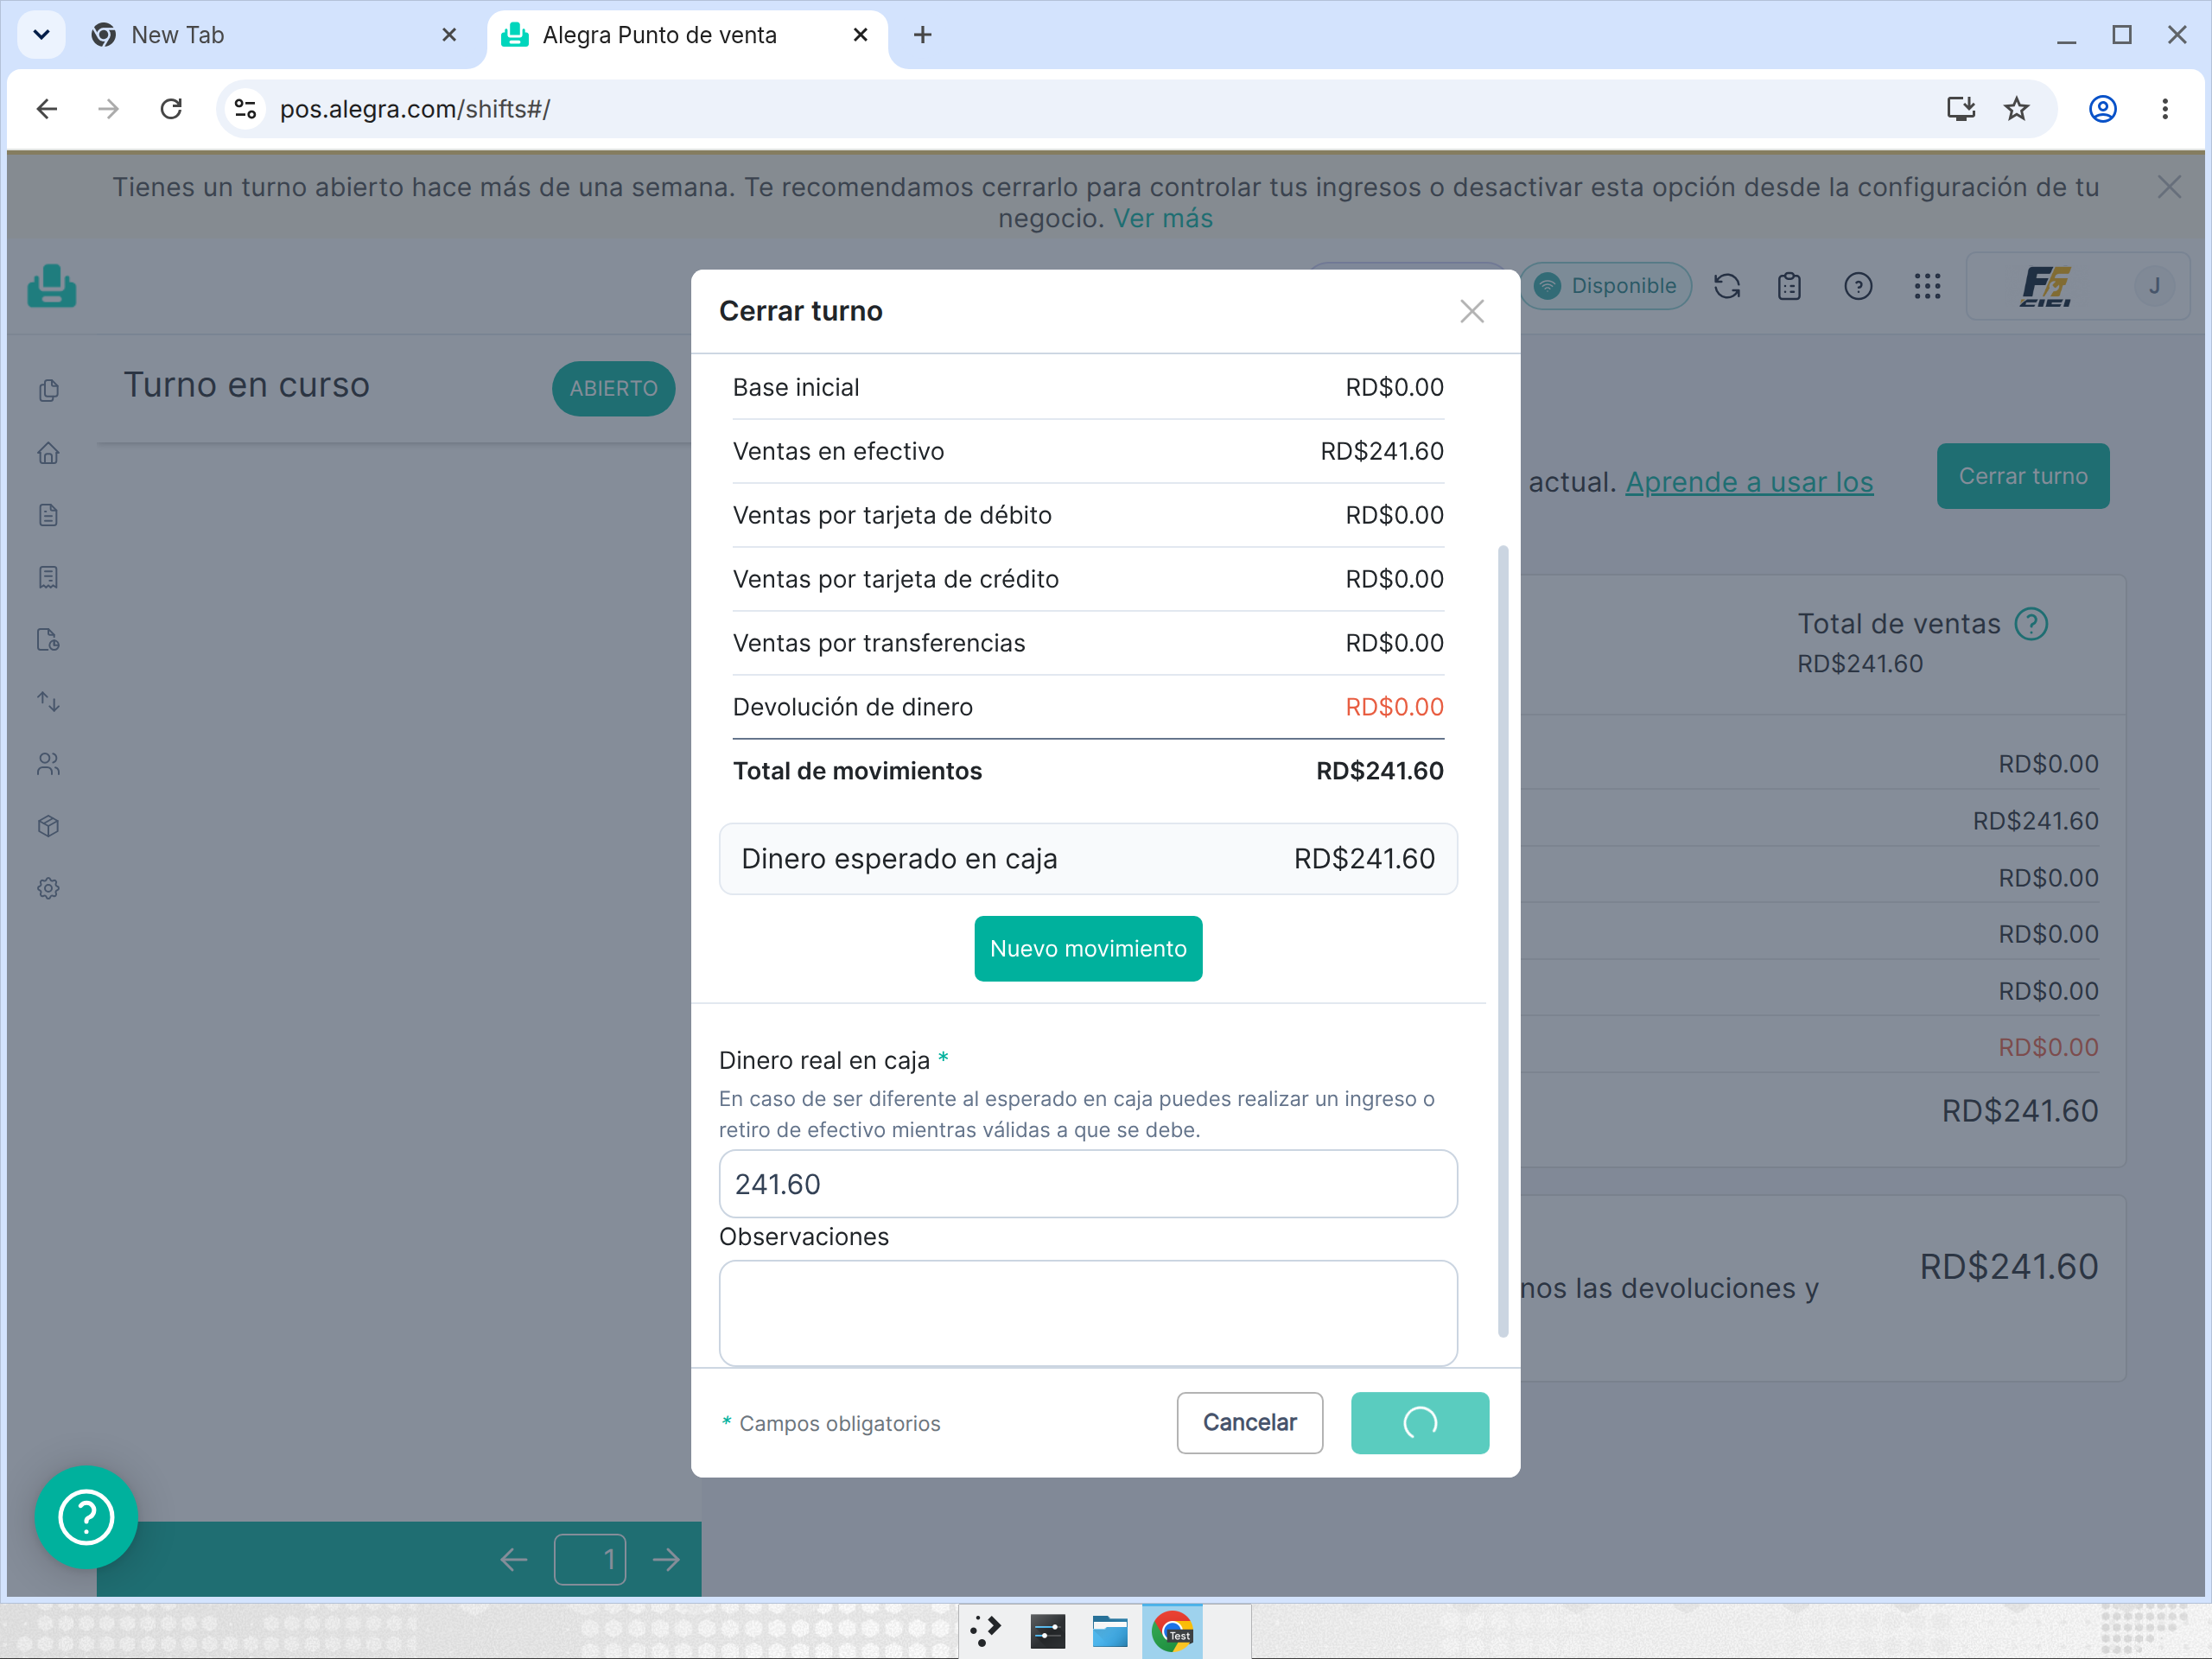 New Tab
Alegra Punto de venta
pos.alegra.com/shifts#/
Tienes un turno abierto hace más de una semana. Te recomendamos cerrarlo para controlar tus ingresos o desactivar esta opción desde la configuración de tu
negocio. Ver más
Disponible
J
Turno en curso
ABIERTO
actual. Aprende a usar los
Cerrar turno
Total de ventas
RD$241.60
RD$0.00
RD$241.60
RD$0.00
RD$0.00
RD$0.00
RD$0.00
RD$241.60
RD$241.60
nos las devoluciones y
Cerrar turno
Base inicial RD$0.00
Ventas en efectivo RD$241.60
Ventas por tarjeta de débito RD$0.00
Ventas por tarjeta de crédito RD$0.00
Ventas por transferencias RD$0.00
Devolución de dinero RD$0.00
Total de movimientos RD$241.60
Dinero esperado en caja RD$241.60
Nuevo movimiento
Dinero real en caja *
En caso de ser diferente al esperado en caja puedes realizar un ingreso o
retiro de efectivo mientras válidas a que se debe.
241.60
Observaciones
* Campos obligatorios
Cancelar
1
Test